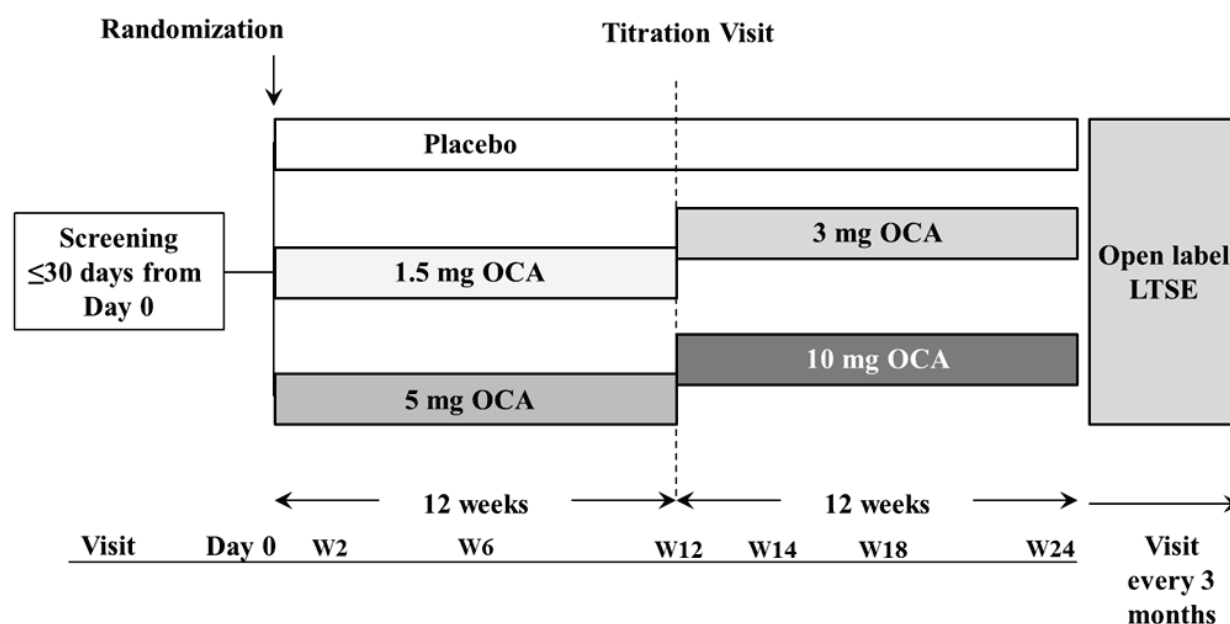 Randomization
Titration Visit
Placebo
Screening
≤30 days from
Day 0
3 mg OCA
1.5 mg OCA
Open label
LTSE
10 mg OCA
5 mg OCA
12 weeks
12 weeks
Visit
Day 0
W2
W6
W12
W14
W18
W24
Visit
every 3
months